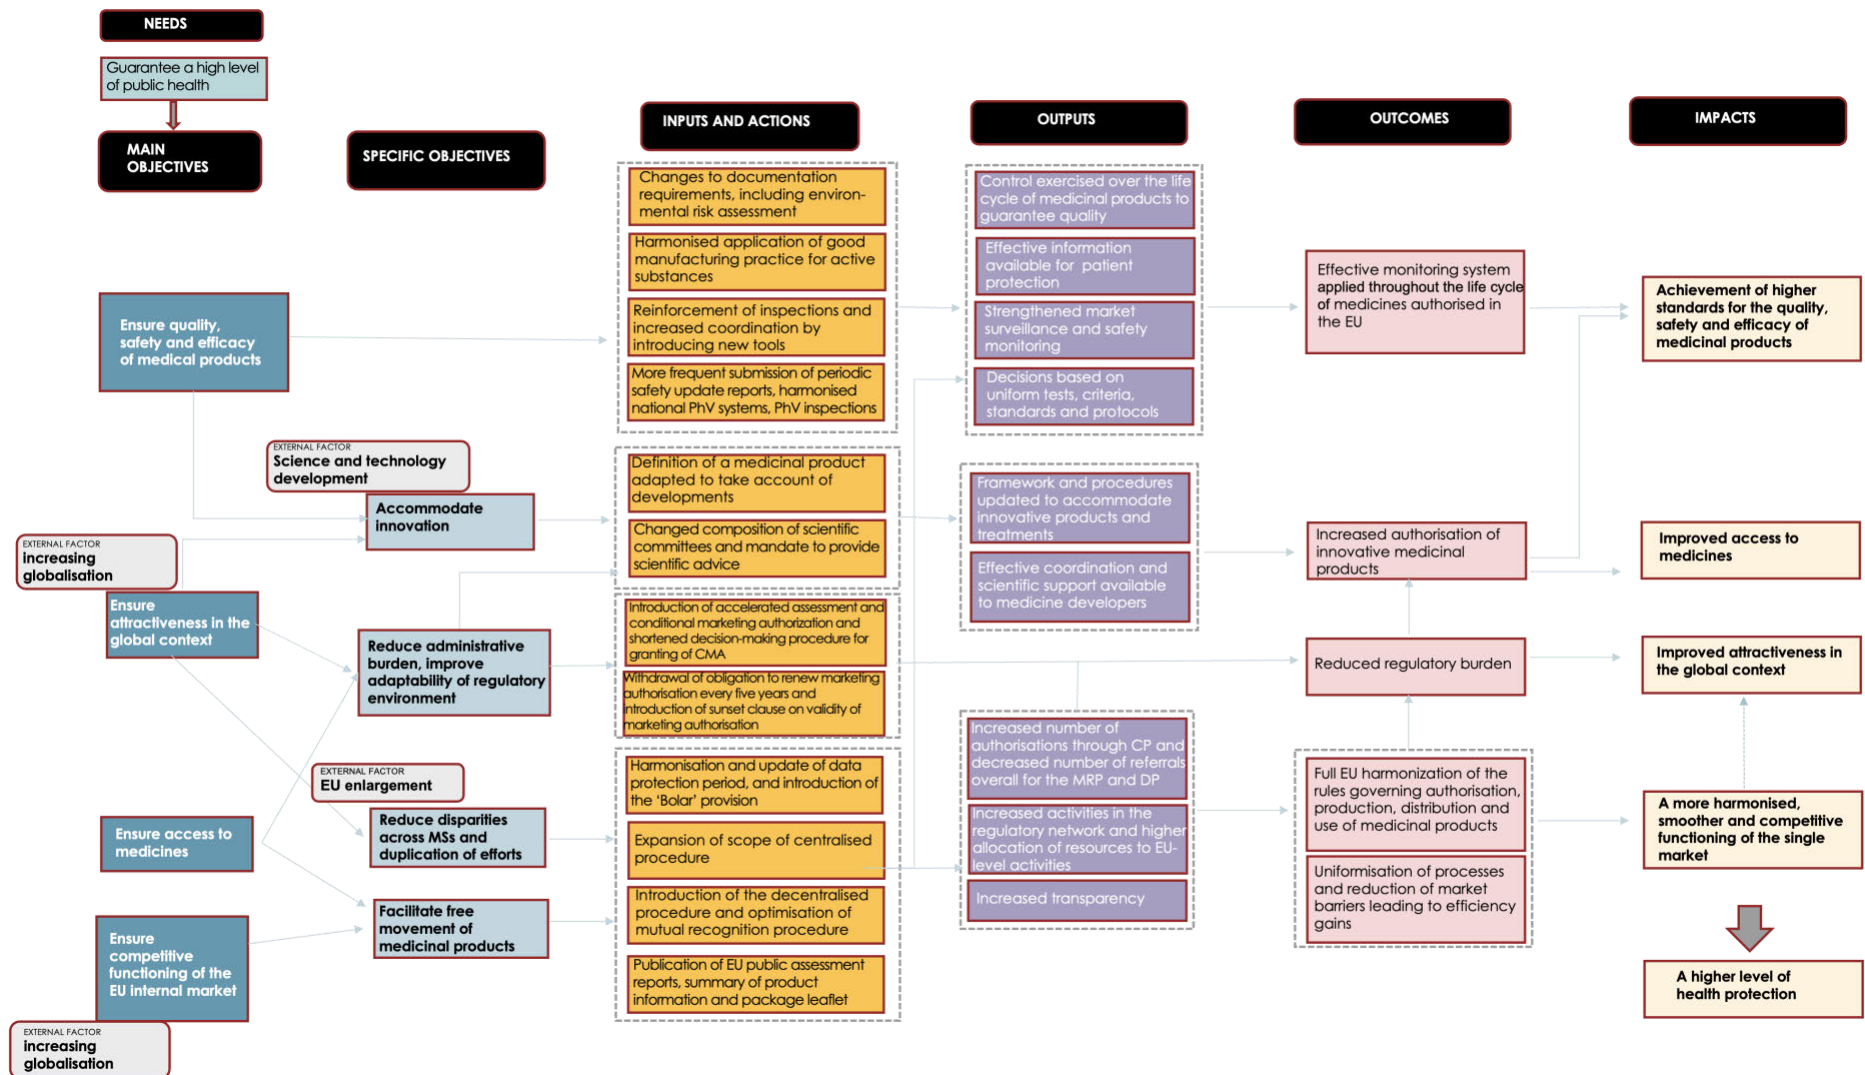 NEEDS
Guarantee a high level
of public health
MAIN
OBJECTIVES
SPECIFIC OBJECTIVES
INPUTS AND ACTIONS
OUTPUTS
OUTCOMES
IMPACTS
Ensure quality,
safety and efficacy
of medical products
EXTERNAL FACTOR
increasing
globalisation
Ensure
attractiveness in the
global context
Ensure access to
medicines
Ensure
competitive
functioning of the
EU internal market
EXTERNAL FACTOR
increasing
globalisation
EXTERNAL FACTOR
Science and technology
development
Accommodate
innovation
Reduce administrative
burden, improve
adaptability of regulatory
environment
EXTERNAL FACTOR
EU enlargement
Reduce disparities
across MSs and
duplication of efforts
Facilitate free
movement of
medicinal products
Changes to documentation
requirements, including environ-
mental risk assessment
Harmonised application of good
manufacturing practice for active
substances
Reinforcement of inspections and
increased coordination by
introducing new tools
More frequent submission of periodic
safety update reports, harmonised
national PhV systems, PhV inspections
Definition of a medicinal product
adapted to take account of
developments
Changed composition of scientific
committees and mandate to provide
scientific advice
Introduction of accelerated assessment and
conditional marketing authorization and
shortened decision-making procedure for
granting of CMA
Withdrawal of obligation to renew marketing
authorisation every five years and
introduction of sunset clause on validity of
marketing authorisation
Harmonisation and update of data
protection period, and introduction of
the ‘Bolar’ provision
Expansion of scope of centralised
procedure
Introduction of the decentralised
procedure and optimisation of
mutual recognition procedure
Publication of EU public assessment
reports, summary of product
information and package leaflet
Control exercised over the life
cycle of medicinal products to
guarantee quality
Effective information
available for patient
protection
Strengthened market
surveillance and safety
monitoring
Decisions based on
uniform tests, criteria,
standards and protocols
Framework and procedures
updated to accommodate
innovative products and
treatments
Effective coordination and
scientific support available
to medicine developers
Increased number of
authorisations through CP and
decreased number of referrals
overall for the MRP and DP
Increased activities in the
regulatory network and higher
allocation of resources to EU-
level activities
Increased transparency
Effective monitoring system
applied throughout the life cycle
of medicines authorised in
the EU
Increased authorisation of
innovative medicinal
products
Reduced regulatory burden
Full EU harmonization of the
rules governing authorisation,
production, distribution and
use of medicinal products
Uniformisation of processes
and reduction of market
barriers leading to efficiency
gains
Achievement of higher
standards for the quality,
safety and efficacy of
medicinal products
Improved access to
medicines
Improved attractiveness in
the global context
A more harmonised,
smoother and competitive
functioning of the single
market
A higher level of
health protection